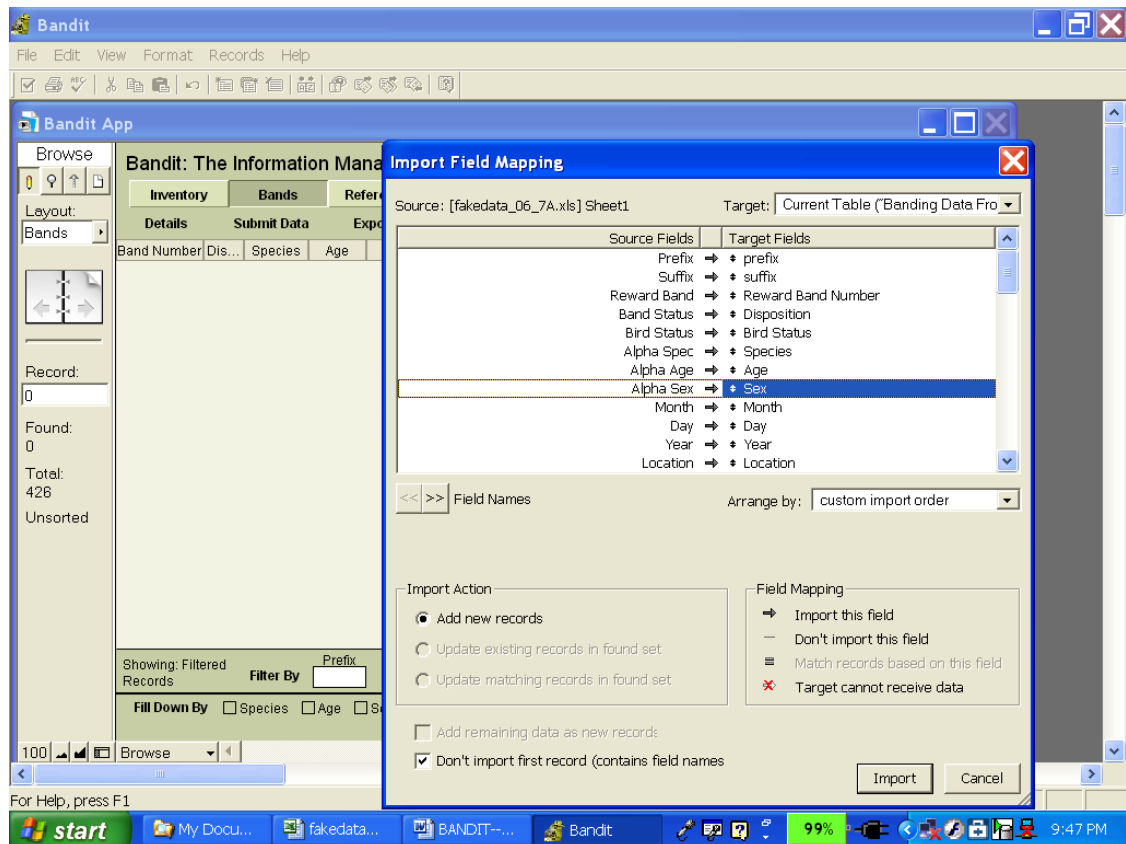 Bandit
File Edit View Format Records Help
Bandit App
Browse
Layout:
Bands
Record:
0
Found:
0
Total:
426
Unsorted
Bandit: The Information Mana
Inventory Bands Refere
Details Submit Data Expo
Band Number Dis... Species Age
Showing: Filtered
Records
Filter By
Prefix
Fill Down By Species Age Se
100 Browse
For Help, press F1
Import Field Mapping
Source: [fakedata_06_7A.xls] Sheet1 Target: Current Table ("Banding Data Fro
Source Fields Target Fields
Prefix prefix
Suffix suffix
Reward Band Reward Band Number
Band Status Disposition
Bird Status Bird Status
Alpha Spec Species
Alpha Age Age
Alpha Sex Sex
Month Month
Day Day
Year Year
Location Location
<< >> Field Names Arrange by: custom import order
Import Action
Add new records
Update existing records in found set
Update matching records in found set
Add remaining data as new records
Don't import first record (contains field names
Field Mapping
Import this field
Don't import this field
Match records based on this field
Target cannot receive data
Import Cancel
start My Docu... fakedata... BANDIT--... Bandit 99% 9:47 PM